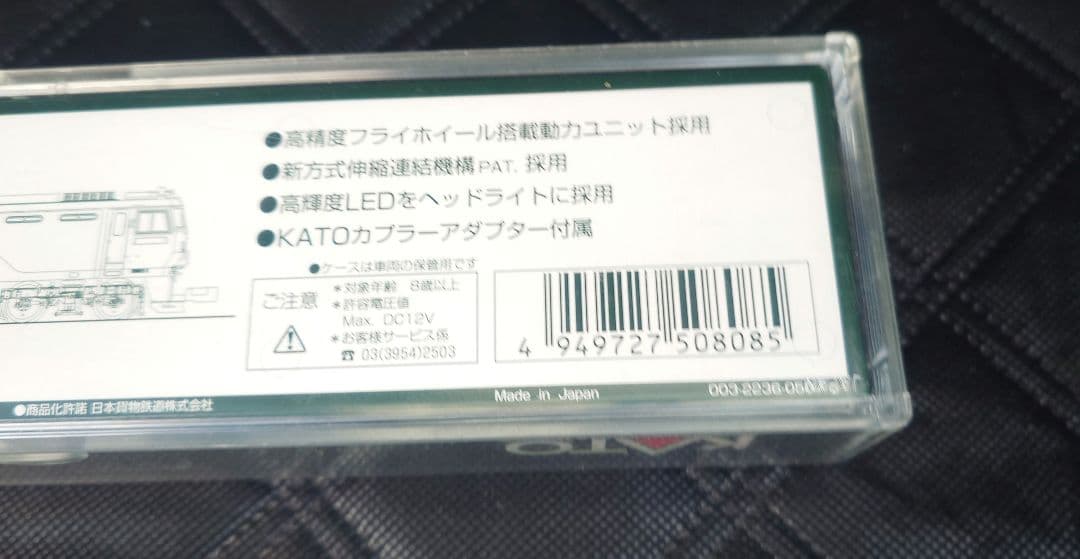 ●高精度フライホイール搭載動力ユニット採用
●新方式伸縮連結機構PAT. 採用
●高輝度LEDをヘッドライトに採用
●KATOカプラーアダプター付属
●ケースは車両の保管用です
ご注意
*対象年齢 8歳以上
*許容電圧値
Max. DC12V
*お客様サービス係
☎ 03(3954)2503
4 949727 508085
●商品化許諾 日本貨物鉄道株式会社
Made in Japan
003-2236-050
KATO